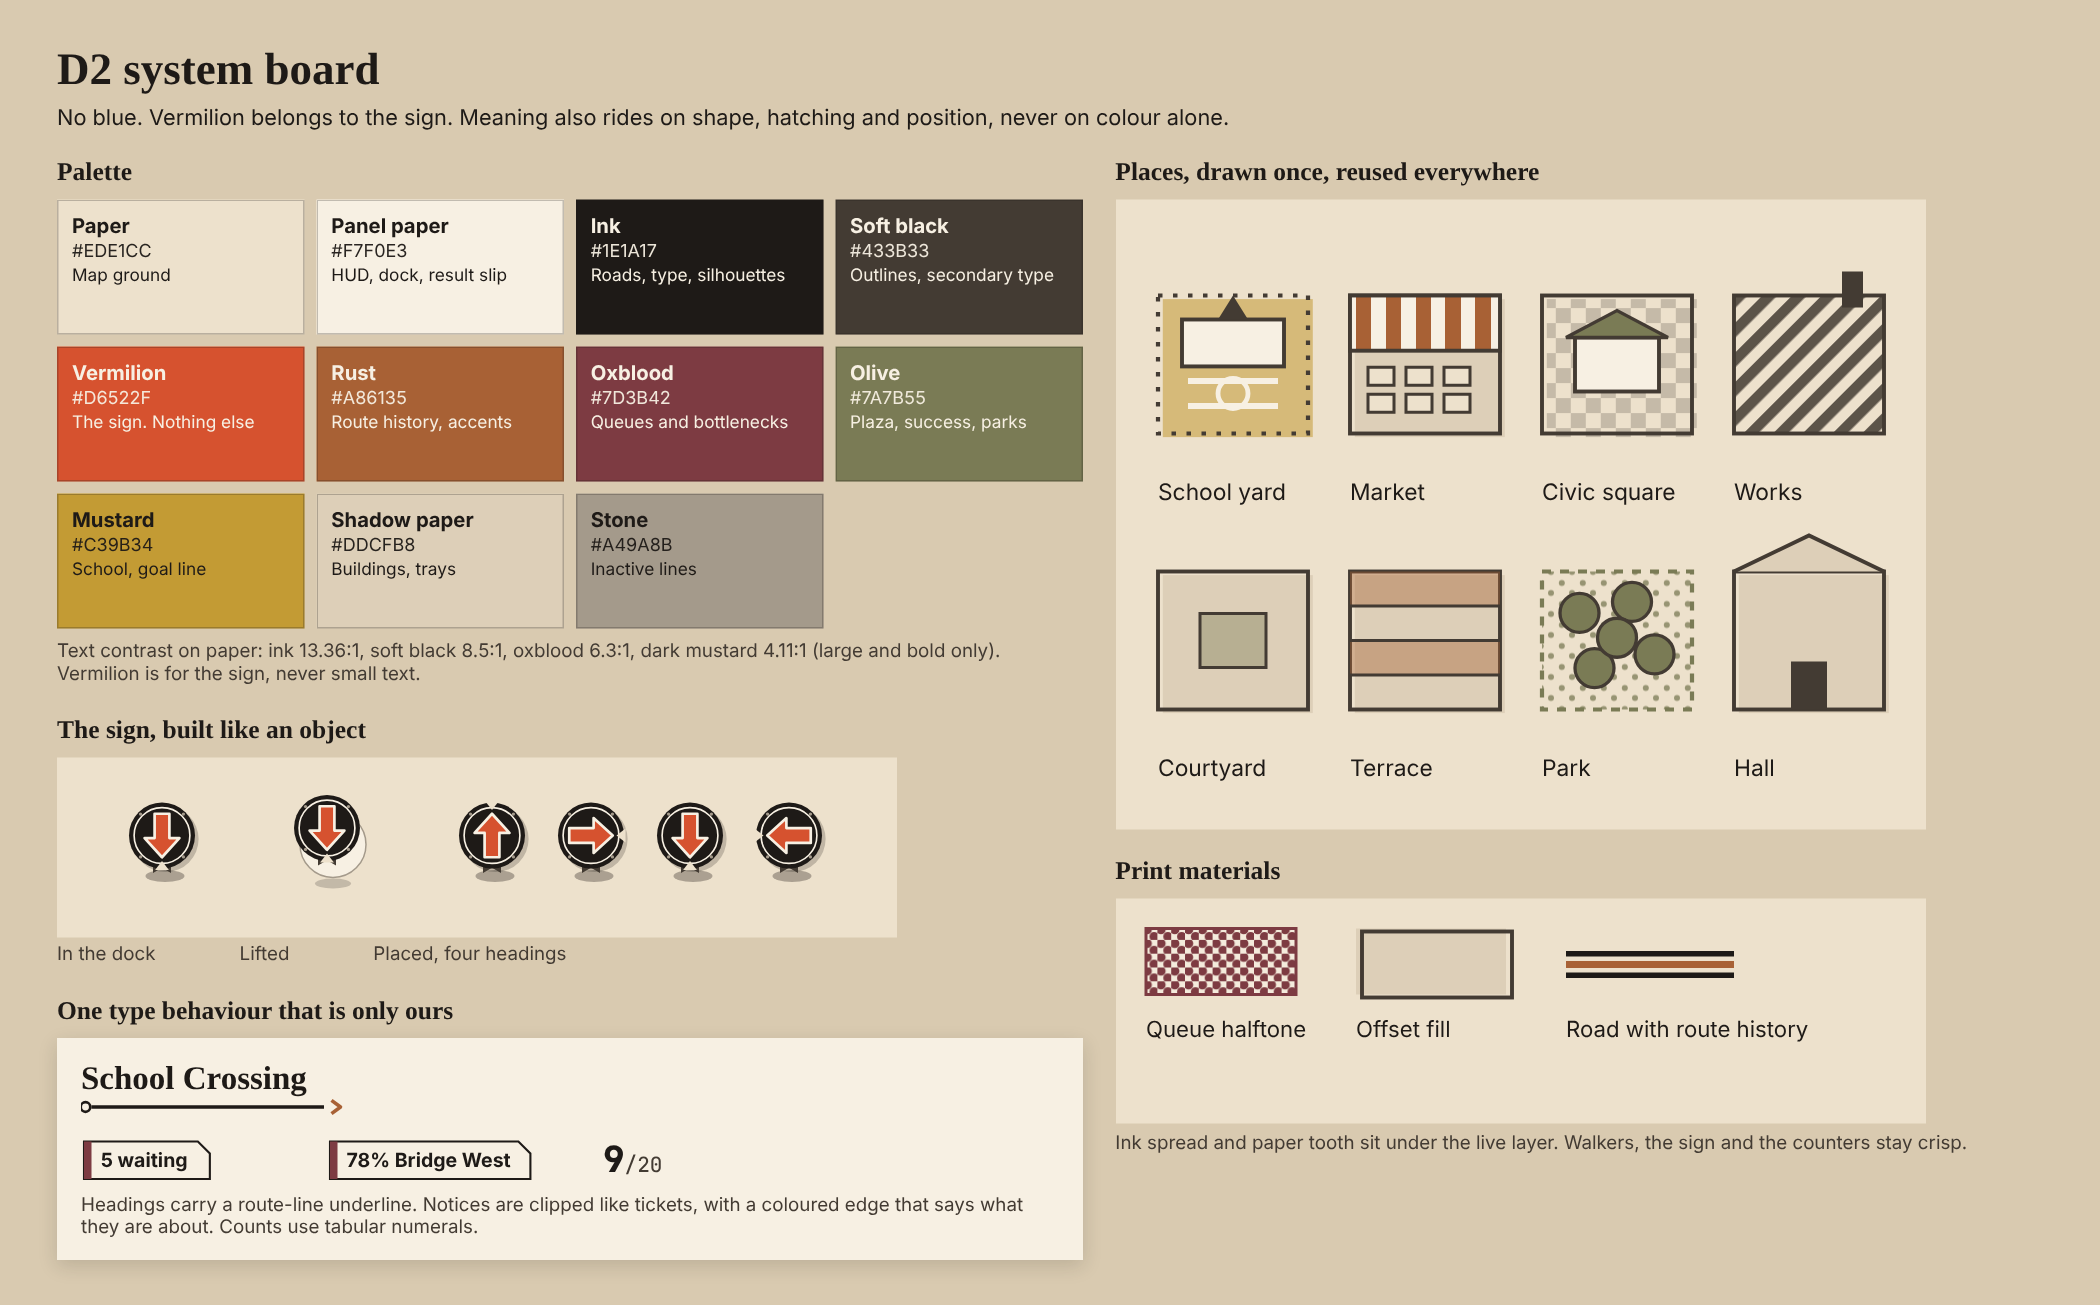 D2 system board
No blue. Vermilion belongs to the sign. Meaning also rides on shape, hatching and position, never on colour alone.
Palette
Paper
#EDE1CC
Map ground
Panel paper
#F7F0E3
HUD, dock, result slip
Ink
#1E1A17
Roads, type, silhouettes
Soft black
#433B33
Outlines, secondary type
Vermilion
#D6522F
The sign. Nothing else
Rust
#A86135
Route history, accents
Oxblood
#7D3B42
Queues and bottlenecks
Olive
#7A7B55
Plaza, success, parks
Mustard
#C39B34
School, goal line
Shadow paper
#DDCFB8
Buildings, trays
Stone
#A49A8B
Inactive lines
Text contrast on paper: ink 13.36:1, soft black 8.5:1, oxblood 6.3:1, dark mustard 4.11:1 (large and bold only).
Vermilion is for the sign, never small text.
The sign, built like an object
In the dock
Lifted
Placed, four headings
One type behaviour that is only ours
School Crossing
5 waiting
78% Bridge West
9/20
Headings carry a route-line underline. Notices are clipped like tickets, with a coloured edge that says what
they are about. Counts use tabular numerals.
Places, drawn once, reused everywhere
School yard
Market
Civic square
Works
Courtyard
Terrace
Park
Hall
Print materials
Queue halftone
Offset fill
Road with route history
Ink spread and paper tooth sit under the live layer. Walkers, the sign and the counters stay crisp.